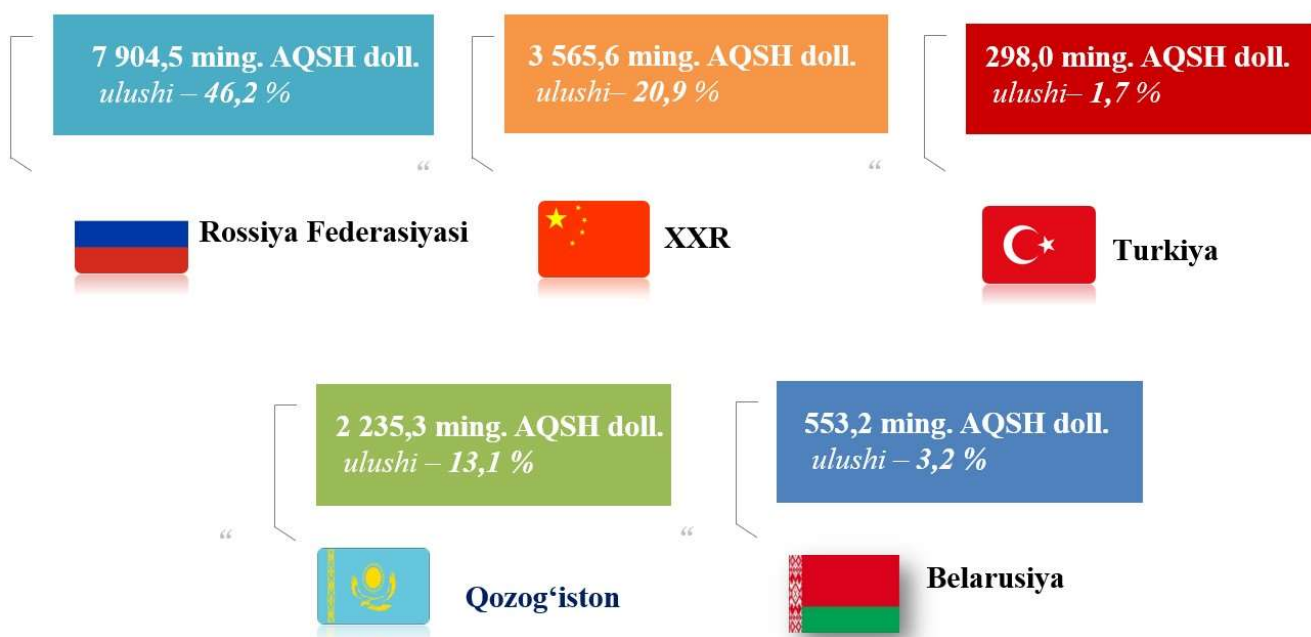 7 904,5 ming. AQSH doll.
ulushi – 46,2 %
“
Rossiya Federasiyasi
3 565,6 ming. AQSH doll.
ulushi– 20,9 %
“
XXR
298,0 ming. AQSH doll.
ulushi– 1,7 %
Turkiya
2 235,3 ming. AQSH doll.
ulushi – 13,1 %
“
Qozog‘iston
553,2 ming. AQSH doll.
ulushi – 3,2 %
“
Belarusiya